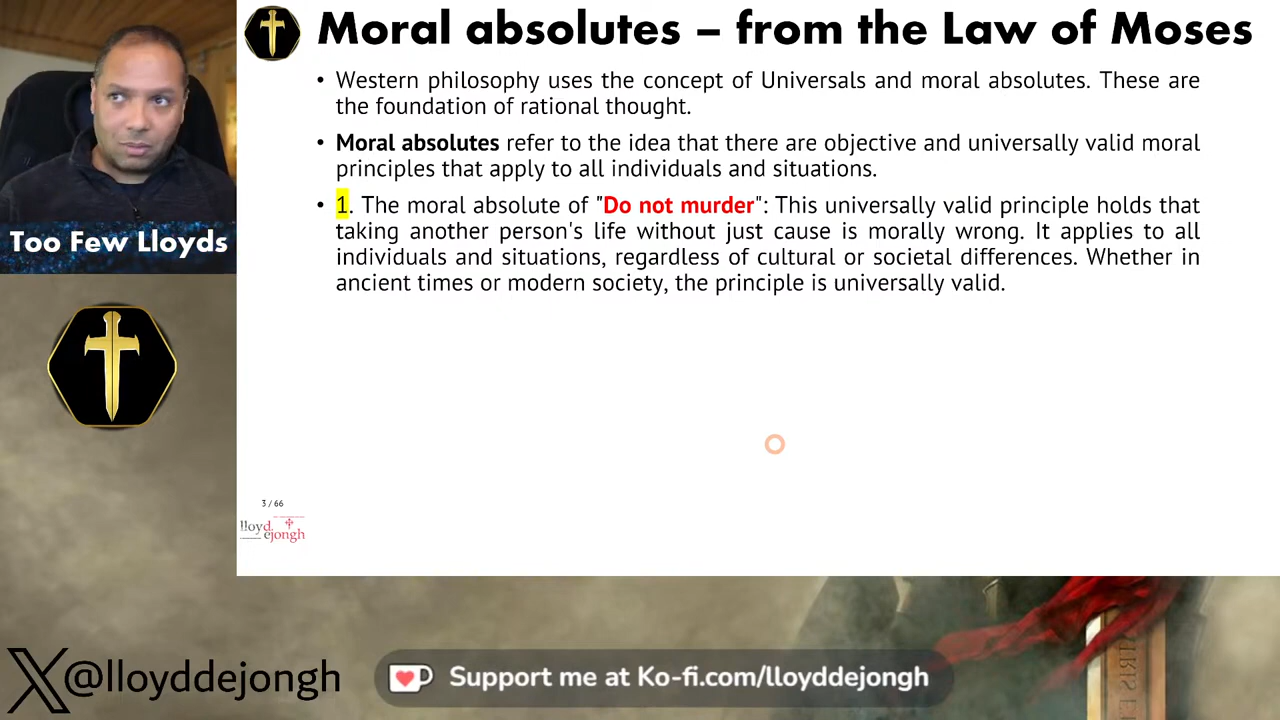 Moral absolutes – from the Law of Moses
• Western philosophy uses the concept of Universals and moral absolutes. These are
the foundation of rational thought.
• Moral absolutes refer to the idea that there are objective and universally valid moral
principles that apply to all individuals and situations.
• 1. The moral absolute of "Do not murder": This universally valid principle holds that
taking another person's life without just cause is morally wrong. It applies to all
individuals and situations, regardless of cultural or societal differences. Whether in
ancient times or modern society, the principle is universally valid.
Too Few Lloyds
3 / 66
lloyd
ejongh
X@lloyddejongh
Support me at Ko-fi.com/lloyddejongh